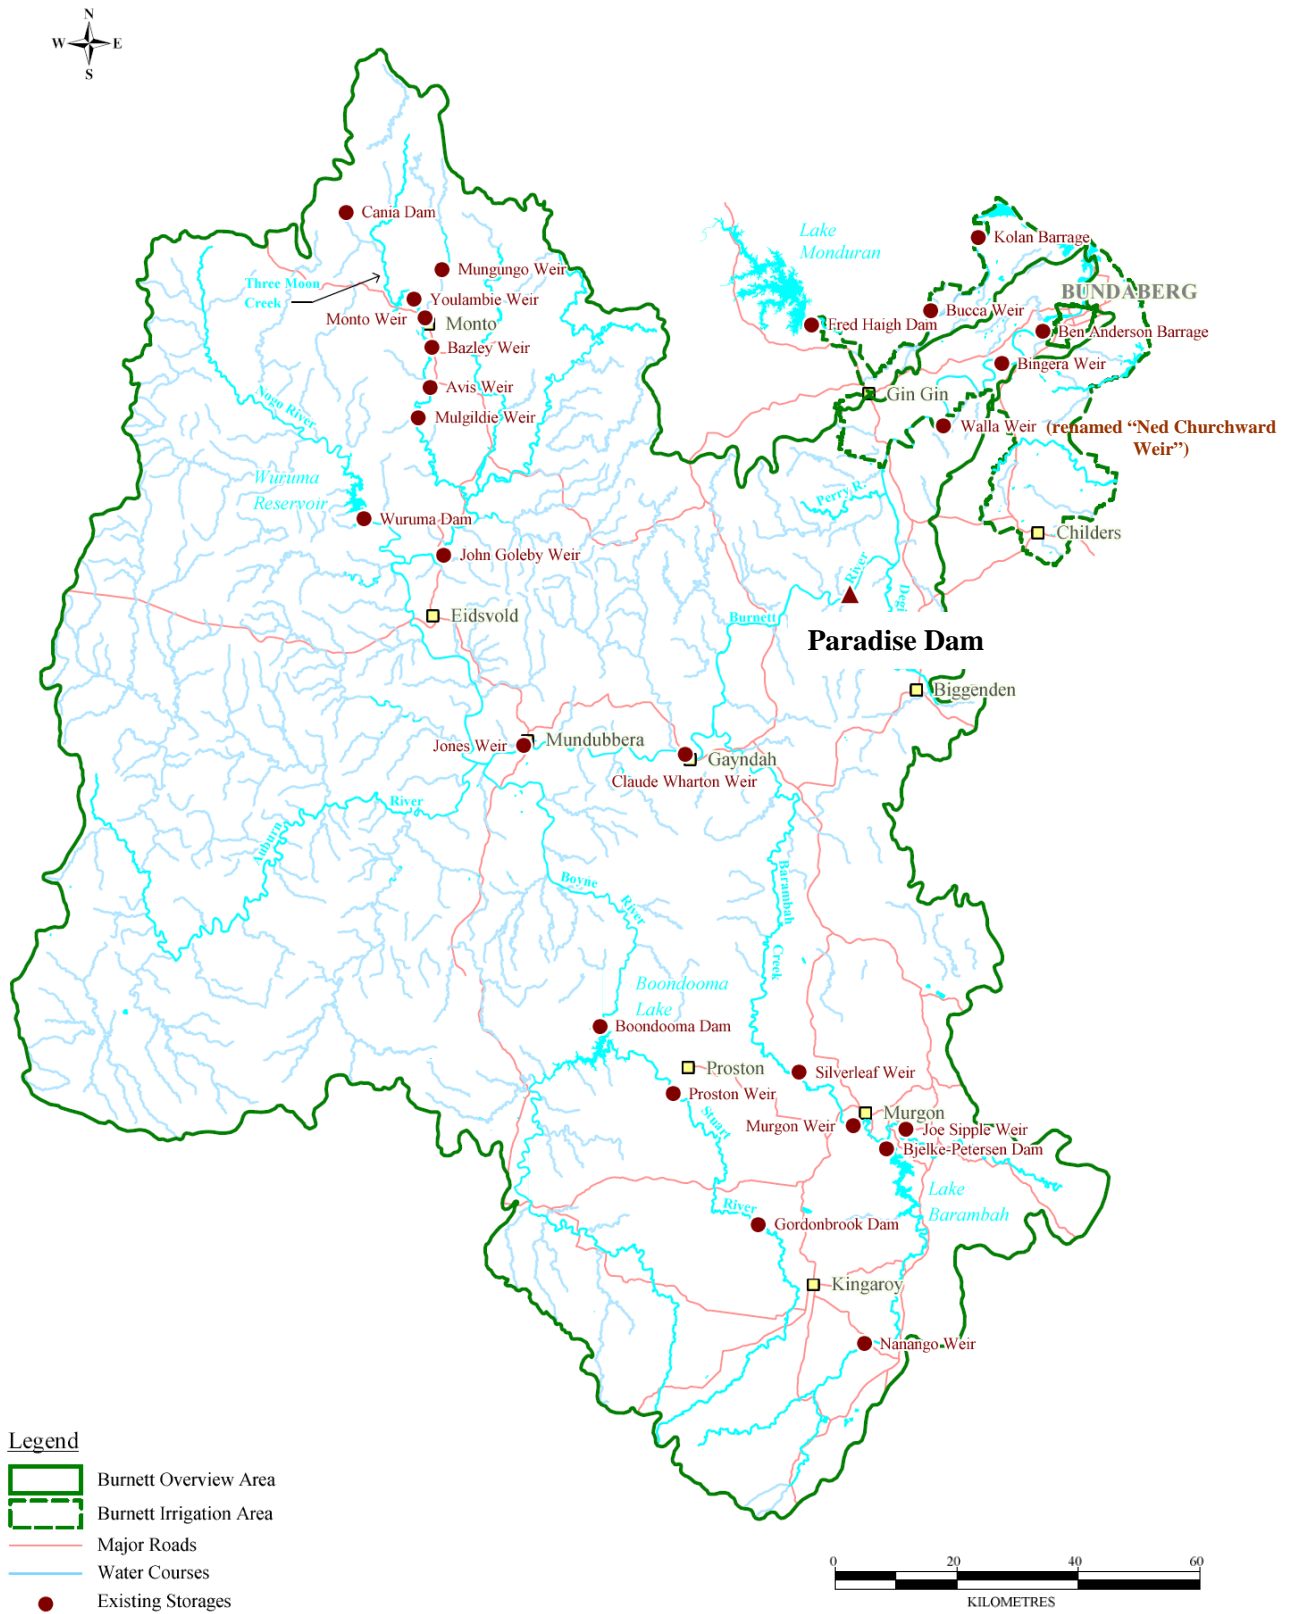 N
W E
S
Cania Dam
Lake
Monduran
Kolan Barrage
Mungungo Weir
Three Moon
Creek
Youlambie Weir
BUNDABERG
Monto Weir
Monto
Bucca Weir
Fred Haigh Dam
Ben Anderson Barrage
Bazley Weir
Bingera Weir
Avis Weir
Gin Gin
Nogo River
Mulgildie Weir
Walla Weir
(renamed “Ned Churchward
Weir”)
Wuruma
Reservoir
Perry R.
Wuruma Dam
Childers
John Goleby Weir
River
Degi
Eidsvold
Burnett
Paradise Dam
Biggenden
Jones Weir
Mundubbera
Gayndah
Claude Wharton Weir
River
Auburn
Boyne
River
Barambah
Creek
Boondooma
Lake
Boondooma Dam
Proston
Silverleaf Weir
Proston Weir
Stuart
River
Murgon
Murgon Weir
Joe Sipple Weir
Bjelke-Petersen Dam
Lake
Barambah
Gordonbrook Dam
Kingaroy
Nanango Weir
Legend
Burnett Overview Area
Burnett Irrigation Area
Major Roads
Water Courses
Existing Storages
0 20 40 60
KILOMETRES